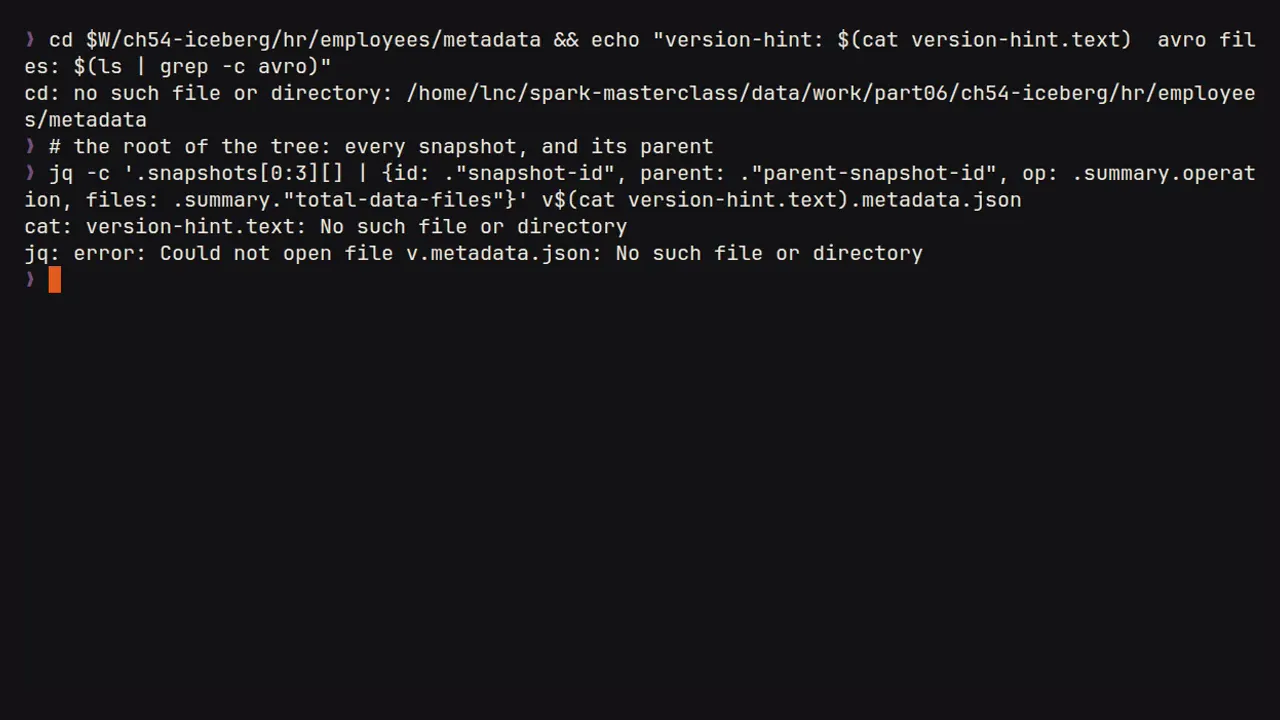 ❯ cd $W/ch54-iceberg/hr/employees/metadata && echo "version-hint: $(cat version-hint.text)  avro fil
es: $(ls | grep -c avro)"
cd: no such file or directory: /home/lnc/spark-masterclass/data/work/part06/ch54-iceberg/hr/employee
s/metadata
❯ # the root of the tree: every snapshot, and its parent
❯ jq -c '.snapshots[0:3][] | {id: ."snapshot-id", parent: ."parent-snapshot-id", op: .summary.operat
ion, files: .summary."total-data-files"}' v$(cat version-hint.text).metadata.json
cat: version-hint.text: No such file or directory
jq: error: Could not open file v.metadata.json: No such file or directory
❯